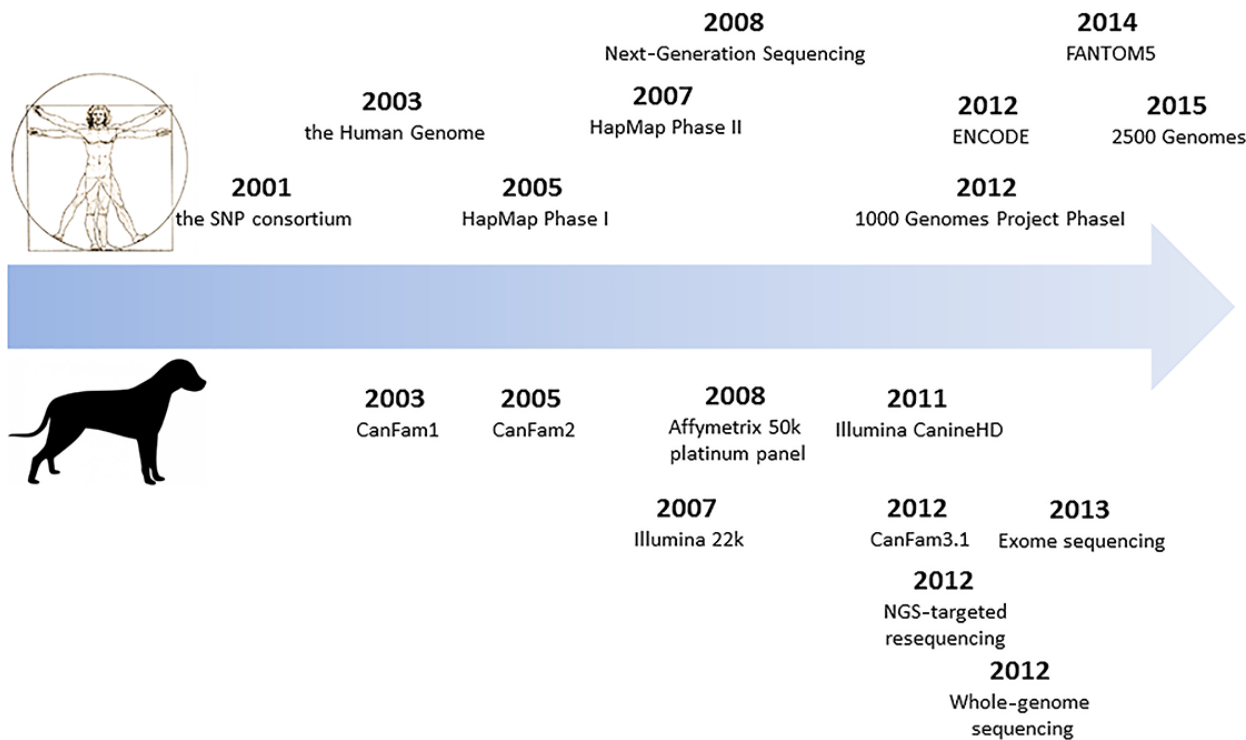 2008
Next-Generation Sequencing
2014
FANTOM5
2003
the Human Genome
2007
HapMap Phase II
2012
ENCODE
2015
2500 Genomes
2001
the SNP consortium
2005
HapMap Phase I
2012
1000 Genomes Project PhaseI
2003
CanFam1
2005
CanFam2
2008
Affymetrix 50k
platinum panel
2011
Illumina CanineHD
2007
Illumina 22k
2012
CanFam3.1
2013
Exome sequencing
2012
NGS-targeted
resequencing
2012
Whole-genome
sequencing